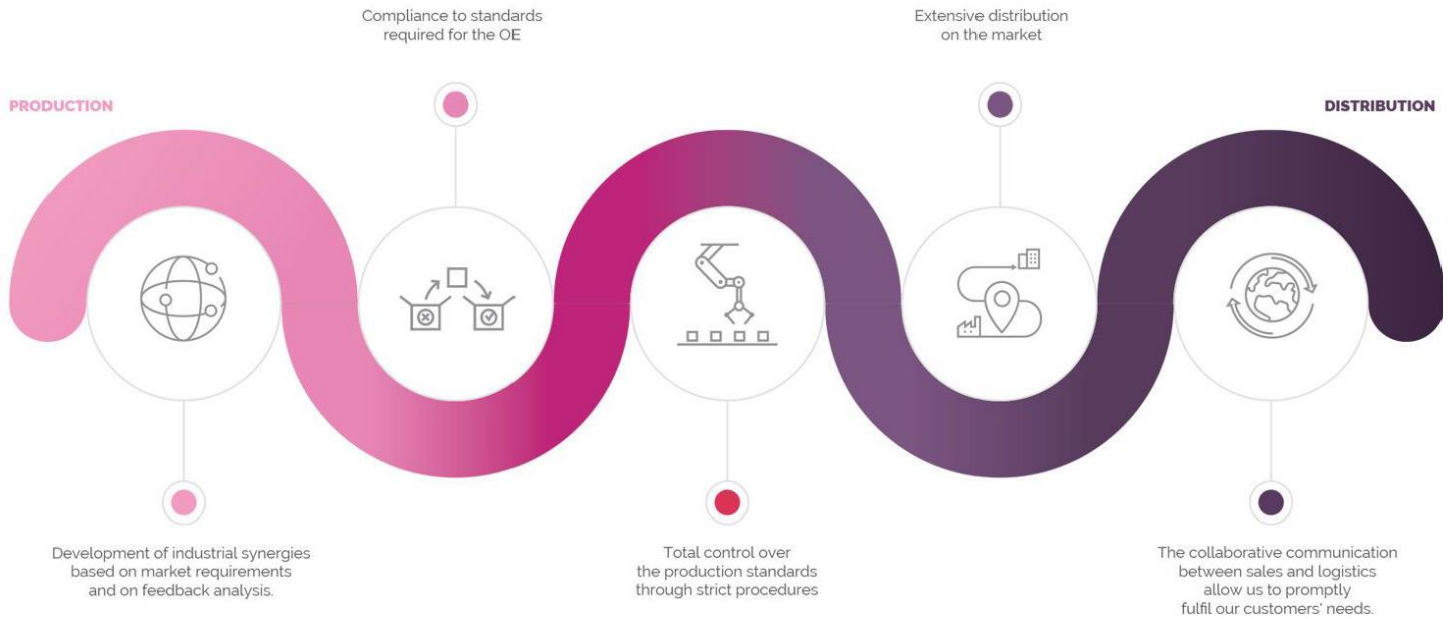 Compliance to standards
required for the OE
Extensive distribution
on the market
PRODUCTION
DISTRIBUTION
Development of industrial synergies
based on market requirements
and on feedback analysis.
Total control over
the production standards
through strict procedures
The collaborative communication
between sales and logistics
allow us to promptly
fulfil our customers' needs.